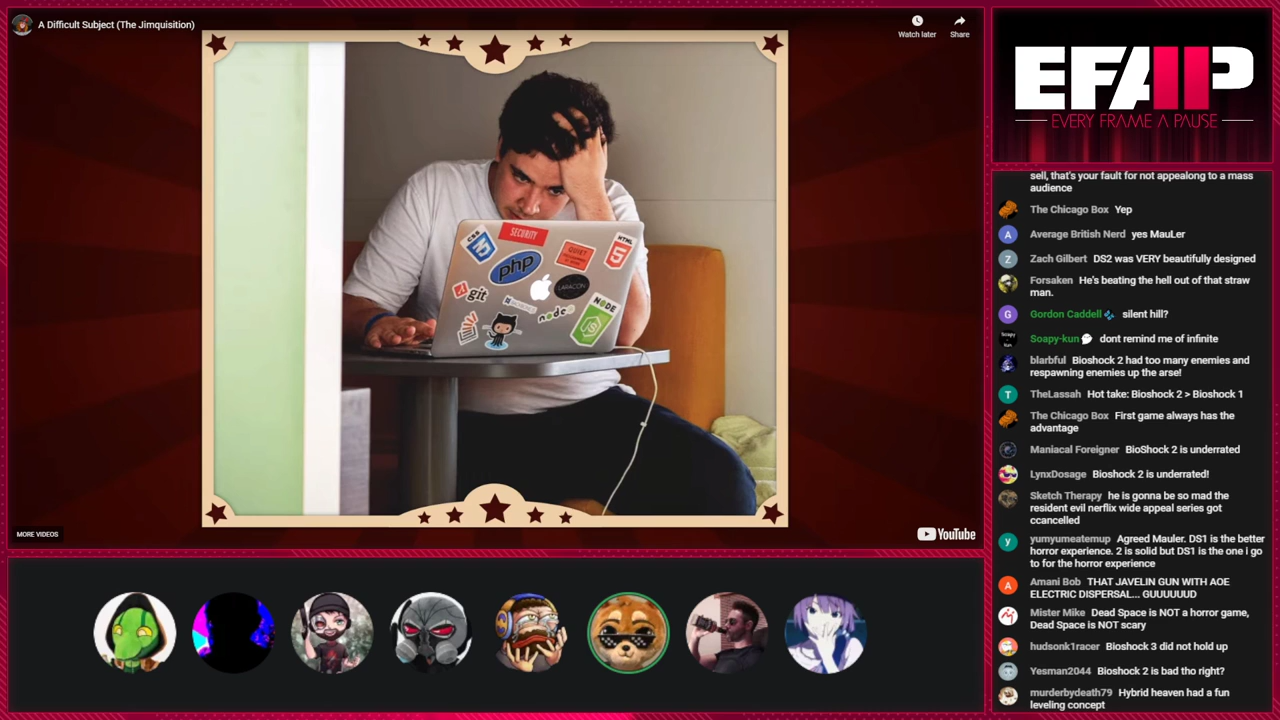 A Difficult Subject (The Jimquisition)
Watch later
Share
CSS
SECURITY
HTML
php
git
LARACON
NODE
node
MORE VIDEOS
YouTube
EFAP
EVERY FRAME A PAUSE
sell, that's your fault for not appealong to a mass
audience
The Chicago Box Yep
Average British Nerd yes MauLer
Zach Gilbert DS2 was VERY beautifully designed
Forsaken He's beating the hell out of that straw
man.
Gordon Caddell silent hill?
Soapy-kun dont remind me of infinite
blarbful Bioshock 2 had too many enemies and
respawning enemies up the arse!
TheLassah Hot take: Bioshock 2 > Bioshock 1
The Chicago Box First game always has the
advantage
Maniacal Foreigner BioShock 2 is underrated
LynxDosage Bioshock 2 is underrated!
Sketch Therapy he is gonna be so mad the
resident evil nerflix wide appeal series got
ccancelled
yumyumeatemup Agreed Mauler. DS1 is the better
horror experience. 2 is solid but DS1 is the one i go
to for the horror experience
Amani Bob THAT JAVELIN GUN WITH AOE
ELECTRIC DISPERSAL... GUUUUUUD
Mister Mike Dead Space is NOT a horror game,
Dead Space is NOT scary
hudsonk1racer Bioshock 3 did not hold up
Yesman2044 Bioshock 2 is bad tho right?
murderbydeath79 Hybrid heaven had a fun
leveling concept